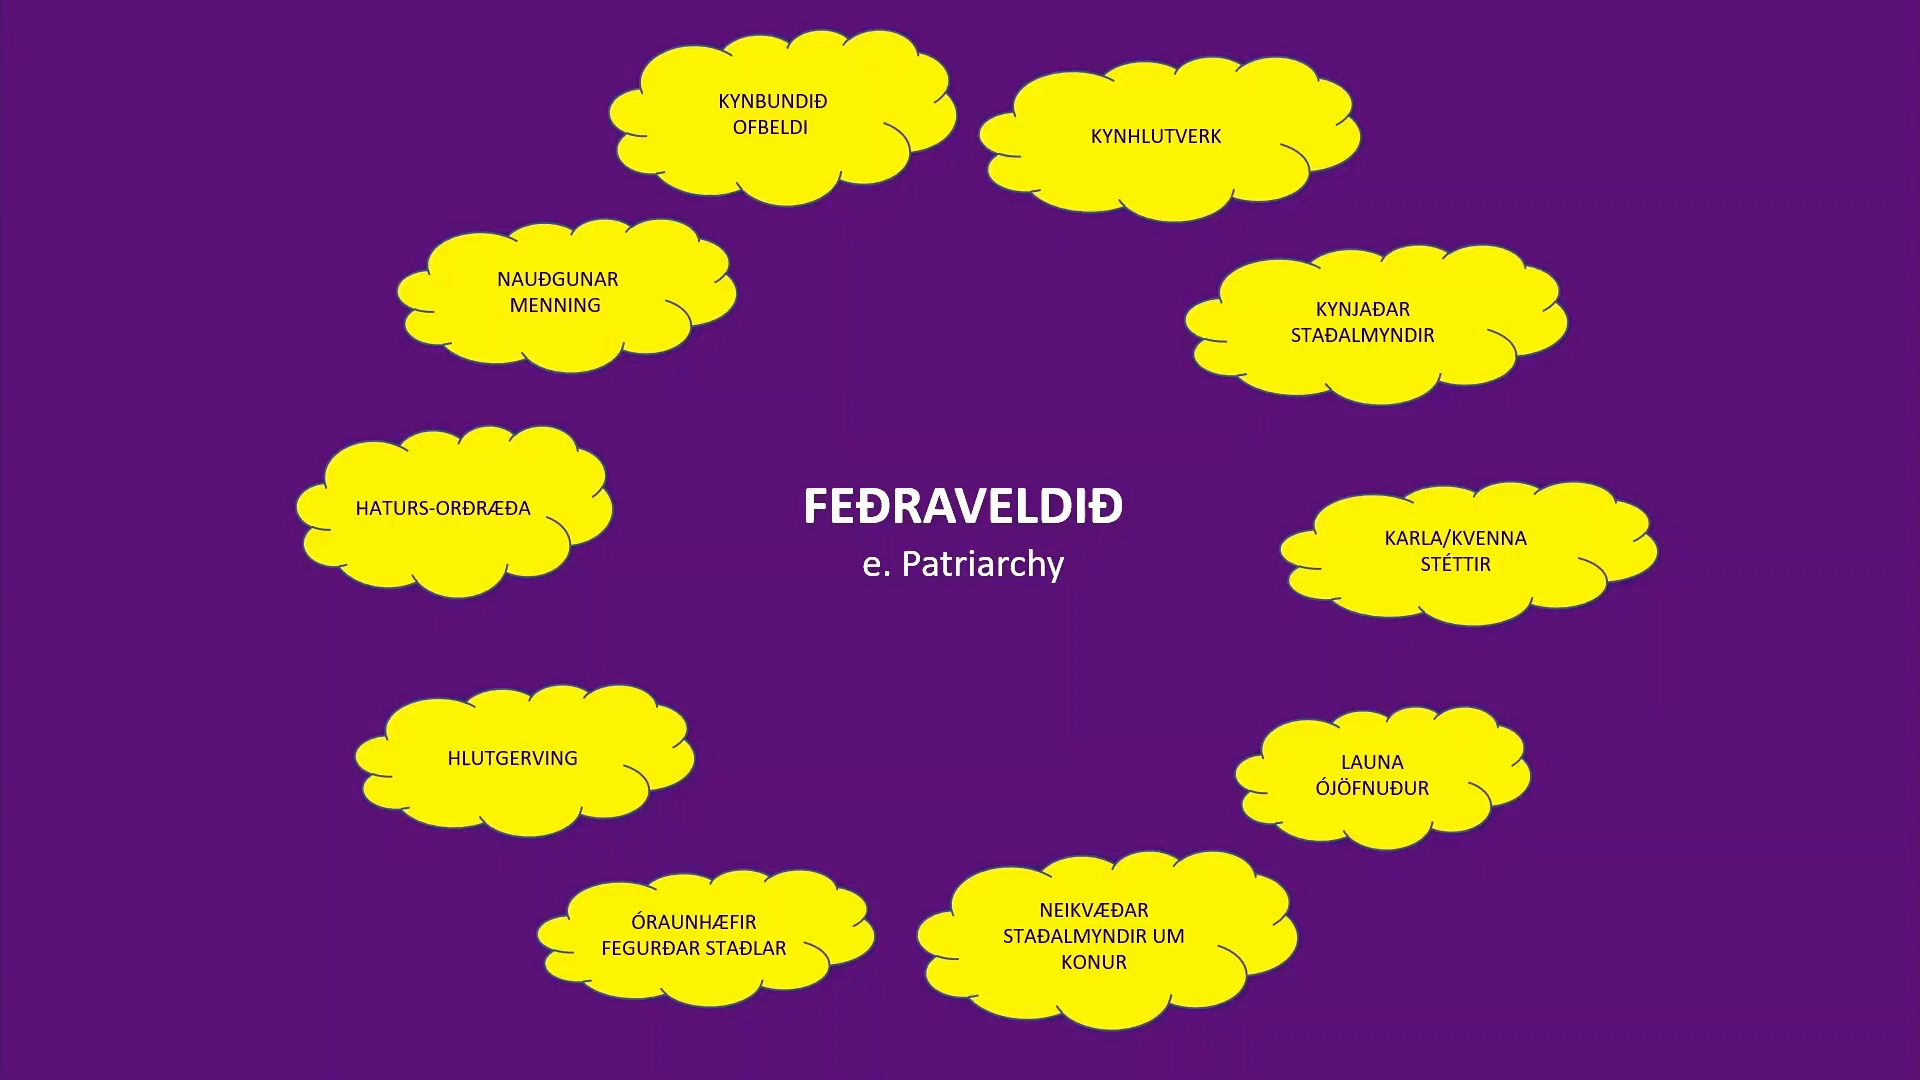 KYNBUNDIÐ
OFBELDI
KYNHLUTVERK
NAUÐGUNAR
MENNING
KYNJAÐAR
STAÐALMYNDIR
HATURS-ORÐRÆÐA
FEÐRAVELDIÐ
e. Patriarchy
KARLA/KVENNA
STÉTTIR
HLUTGERVING
LAUNA
ÓJÖFNUÐUR
ÓRAUNHÆFIR
FEGURÐAR STAÐLAR
NEIKVÆÐAR
STAÐALMYNDIR UM
KONUR